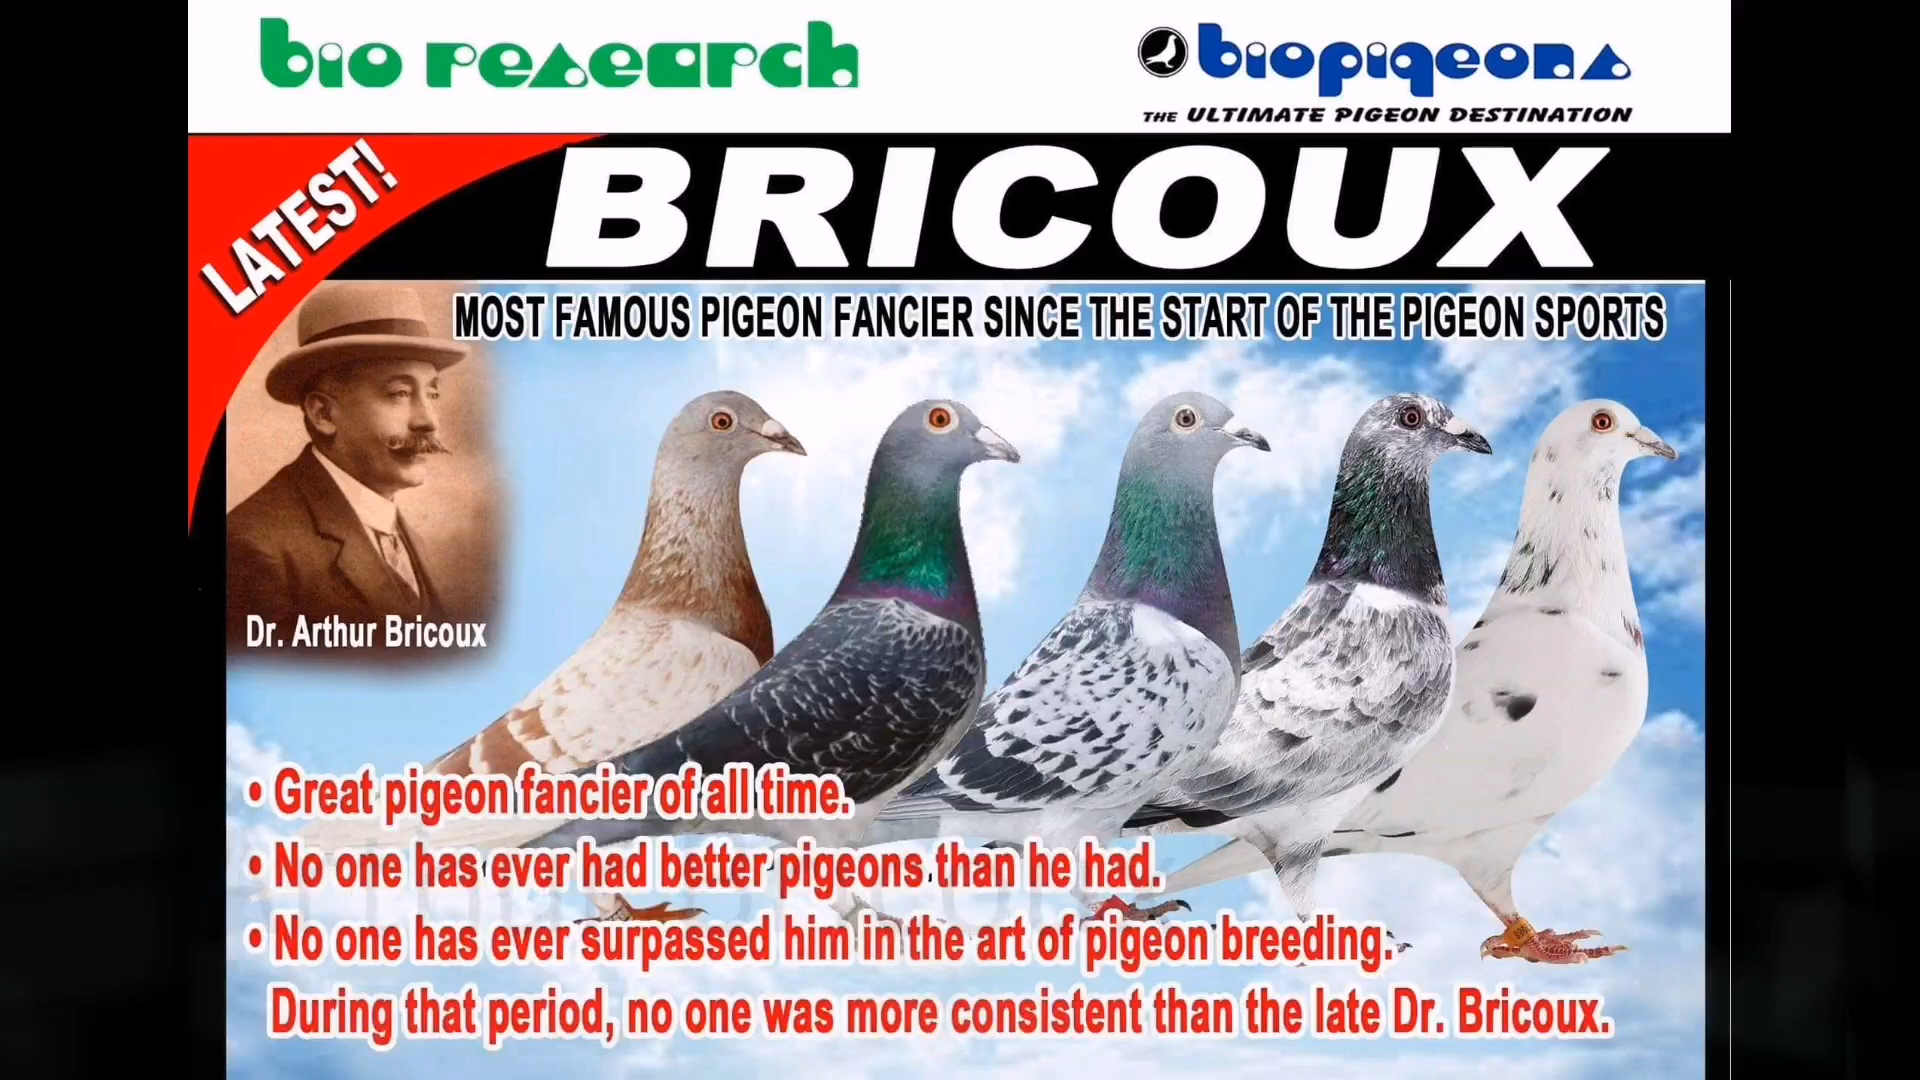 bio research
biopigeons
THE ULTIMATE PIGEON DESTINATION
LATEST!
BRICOUX
MOST FAMOUS PIGEON FANCIER SINCE THE START OF THE PIGEON SPORTS
Dr. Arthur Bricoux
• Great pigeon fancier of all time.
• No one has ever had better pigeons than he had.
• No one has ever surpassed him in the art of pigeon breeding.
During that period, no one was more consistent than the late Dr. Bricoux.